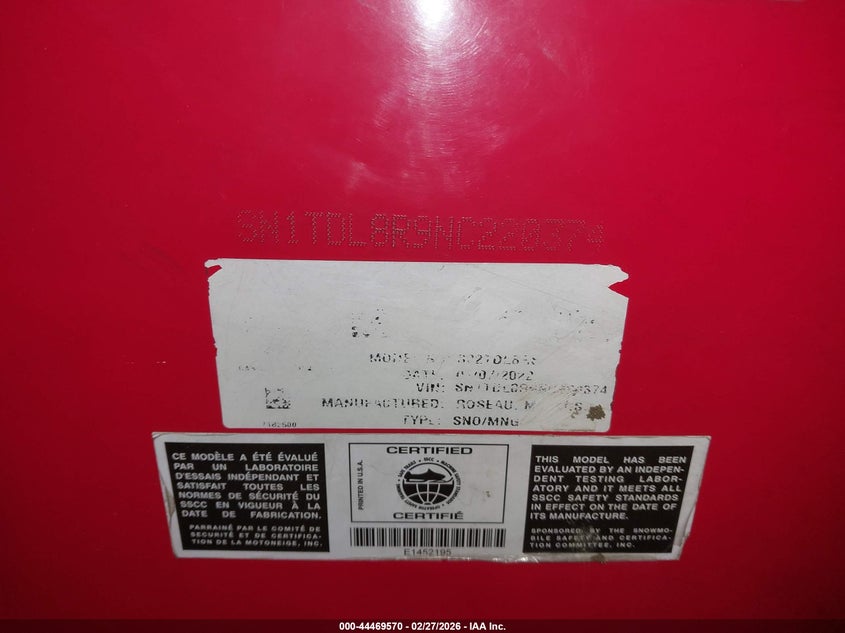 SN1TDL8R9NC220374
DATE:
VIN:
MANUFACTURED: ROSEAU,
TYPE: SNO/MNG
CE MODÈLE A ÉTÉ ÉVALUÉ
PAR UN LABORATOIRE
D'ESSAIS INDÉPENDANT ET
SATISFAIT TOUTES LES
NORMES DE SÉCURITÉ DU
SSCC EN VIGUEUR À LA
DATE DE FABRICATION.
PARRAINÉ PAR LE COMITÉ DE
SÉCURITÉ ET DE CERTIFICA-
TION DE LA MOTONEIGE, INC.
PRINTED IN U.S.A.
CERTIFIED
SSCC
CERTIFIÉ
E1452195
THIS MODEL HAS BEEN
EVALUATED BY AN INDEPEN-
DENT TESTING LABOR-
ATORY AND IT MEETS ALL
SSCC SAFETY STANDARDS
IN EFFECT ON THE DATE OF
ITS MANUFACTURE.
SPONSORED BY THE SNOWMO-
BILE SAFETY AND CERTIFICA-
TION COMMITTEE, INC.
000-44469570 - 02/27/2026 - IAA Inc.